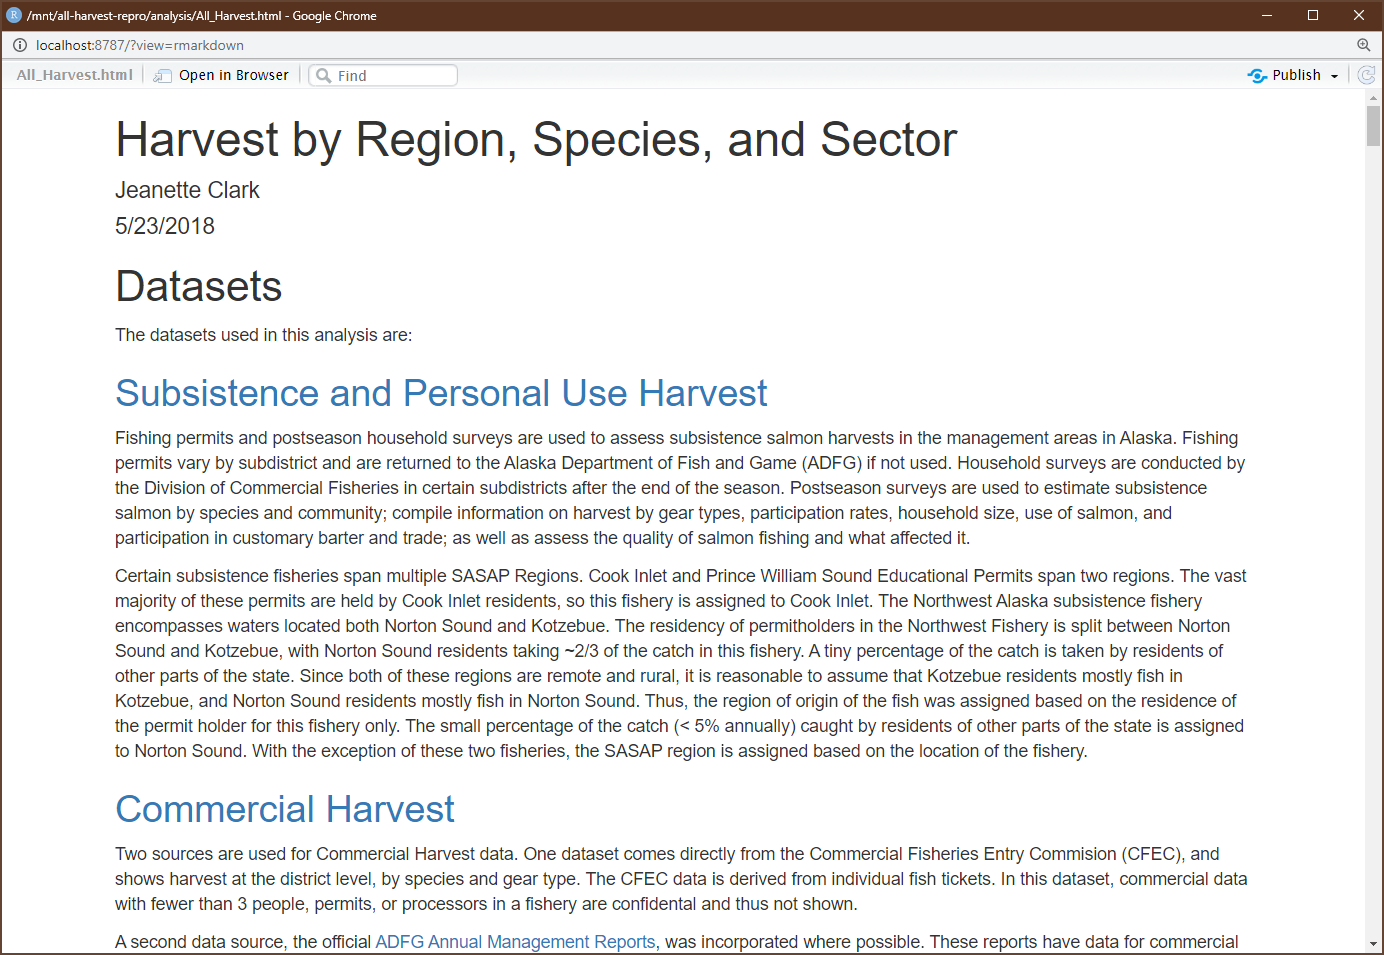 /mnt/all-harvest-repro/analysis/All_Harvest.html - Google Chrome
localhost:8787/?view=rmarkdown
All_Harvest.html Open in Browser Find Publish
Harvest by Region, Species, and Sector
Jeanette Clark
5/23/2018
Datasets
The datasets used in this analysis are:
Subsistence and Personal Use Harvest
Fishing permits and postseason household surveys are used to assess subsistence salmon harvests in the management areas in Alaska. Fishing
permits vary by subdistrict and are returned to the Alaska Department of Fish and Game (ADFG) if not used. Household surveys are conducted by
the Division of Commercial Fisheries in certain subdistricts after the end of the season. Postseason surveys are used to estimate subsistence
salmon by species and community; compile information on harvest by gear types, participation rates, household size, use of salmon, and
participation in customary barter and trade; as well as assess the quality of salmon fishing and what affected it.
Certain subsistence fisheries span multiple SASAP Regions. Cook Inlet and Prince William Sound Educational Permits span two regions. The vast
majority of these permits are held by Cook Inlet residents, so this fishery is assigned to Cook Inlet. The Northwest Alaska subsistence fishery
encompasses waters located both Norton Sound and Kotzebue. The residency of permitholders in the Northwest Fishery is split between Norton
Sound and Kotzebue, with Norton Sound residents taking ~2/3 of the catch in this fishery. A tiny percentage of the catch is taken by residents of
other parts of the state. Since both of these regions are remote and rural, it is reasonable to assume that Kotzebue residents mostly fish in
Kotzebue, and Norton Sound residents mostly fish in Norton Sound. Thus, the region of origin of the fish was assigned based on the residence of
the permit holder for this fishery only. The small percentage of the catch (< 5% annually) caught by residents of other parts of the state is assigned
to Norton Sound. With the exception of these two fisheries, the SASAP region is assigned based on the location of the fishery.
Commercial Harvest
Two sources are used for Commercial Harvest data. One dataset comes directly from the Commercial Fisheries Entry Commision (CFEC), and
shows harvest at the district level, by species and gear type. The CFEC data is derived from individual fish tickets. In this dataset, commercial data
with fewer than 3 people, permits, or processors in a fishery are confidental and thus not shown.
A second data source, the official ADFG Annual Management Reports, was incorporated where possible. These reports have data for commercial